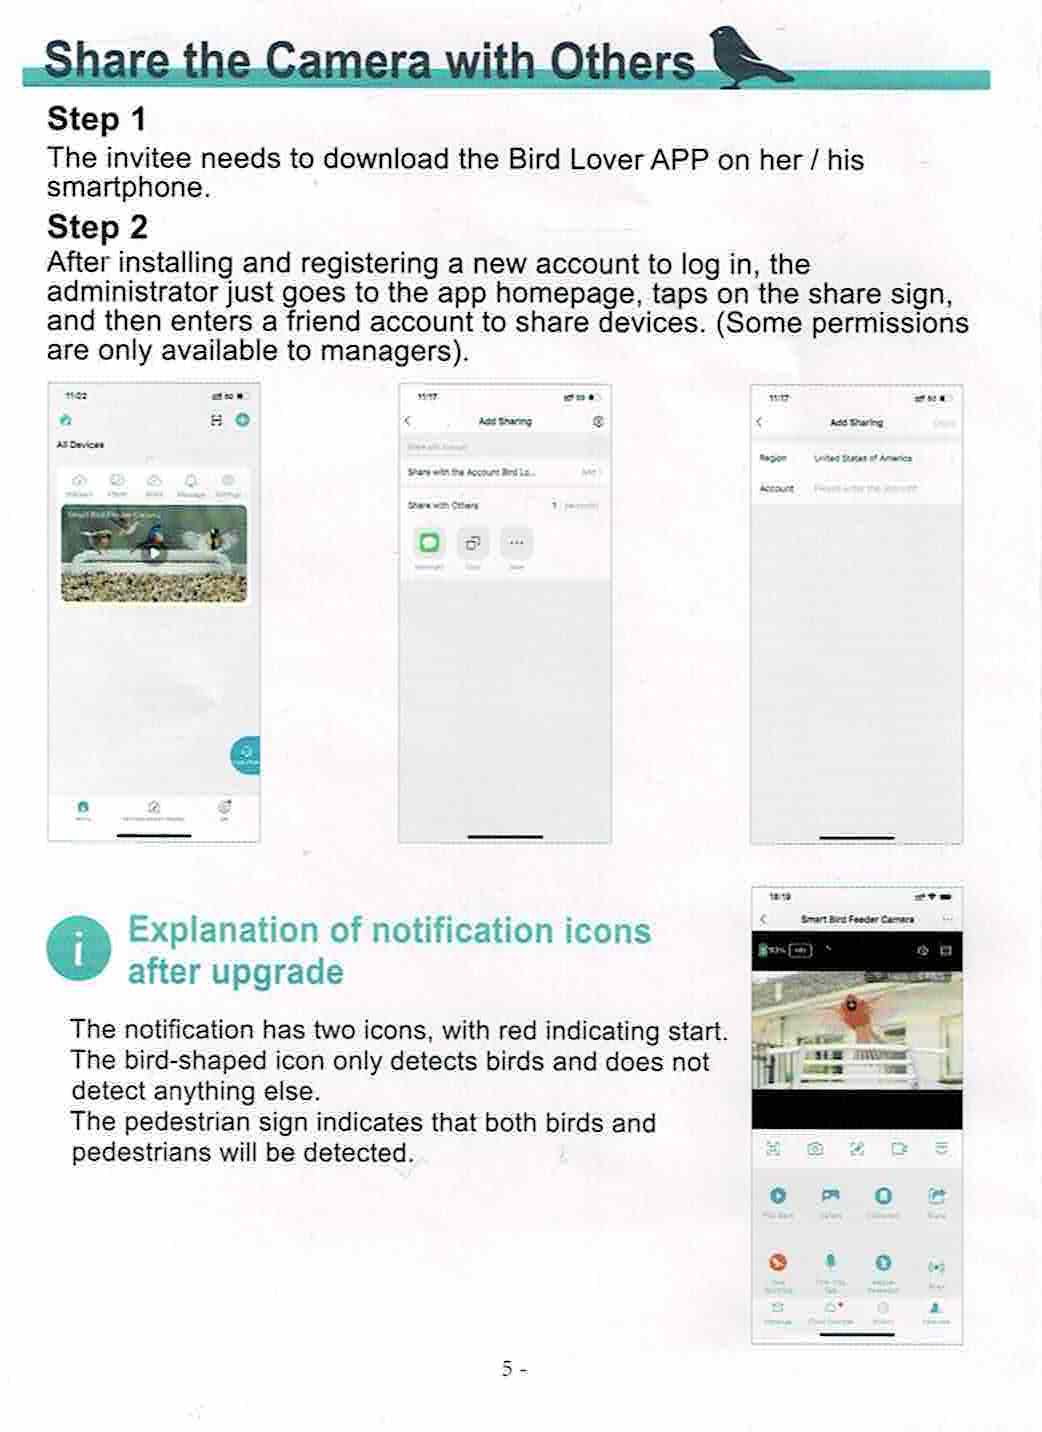 Share the Camera with Others
Step 1
The invitee needs to download the Bird Lover APP on her / his
smartphone.
Step 2
After installing and registering a new account to log in, the
administrator just goes to the app homepage, taps on the share sign,
and then enters a friend account to share devices. (Some permissions
are only available to managers).
11:02
All Devices
Smart Bird Feeder Camera
11:17
Add Sharing
Share with the Account Bird Lo...
Share with Others 1
11:17
Add Sharing
Region United States of America
Account Please enter the account
i
Explanation of notification icons
after upgrade
The notification has two icons, with red indicating start.
The bird-shaped icon only detects birds and does not
detect anything else.
The pedestrian sign indicates that both birds and
pedestrians will be detected.
18:19
Smart Bird Feeder Camera
5 -